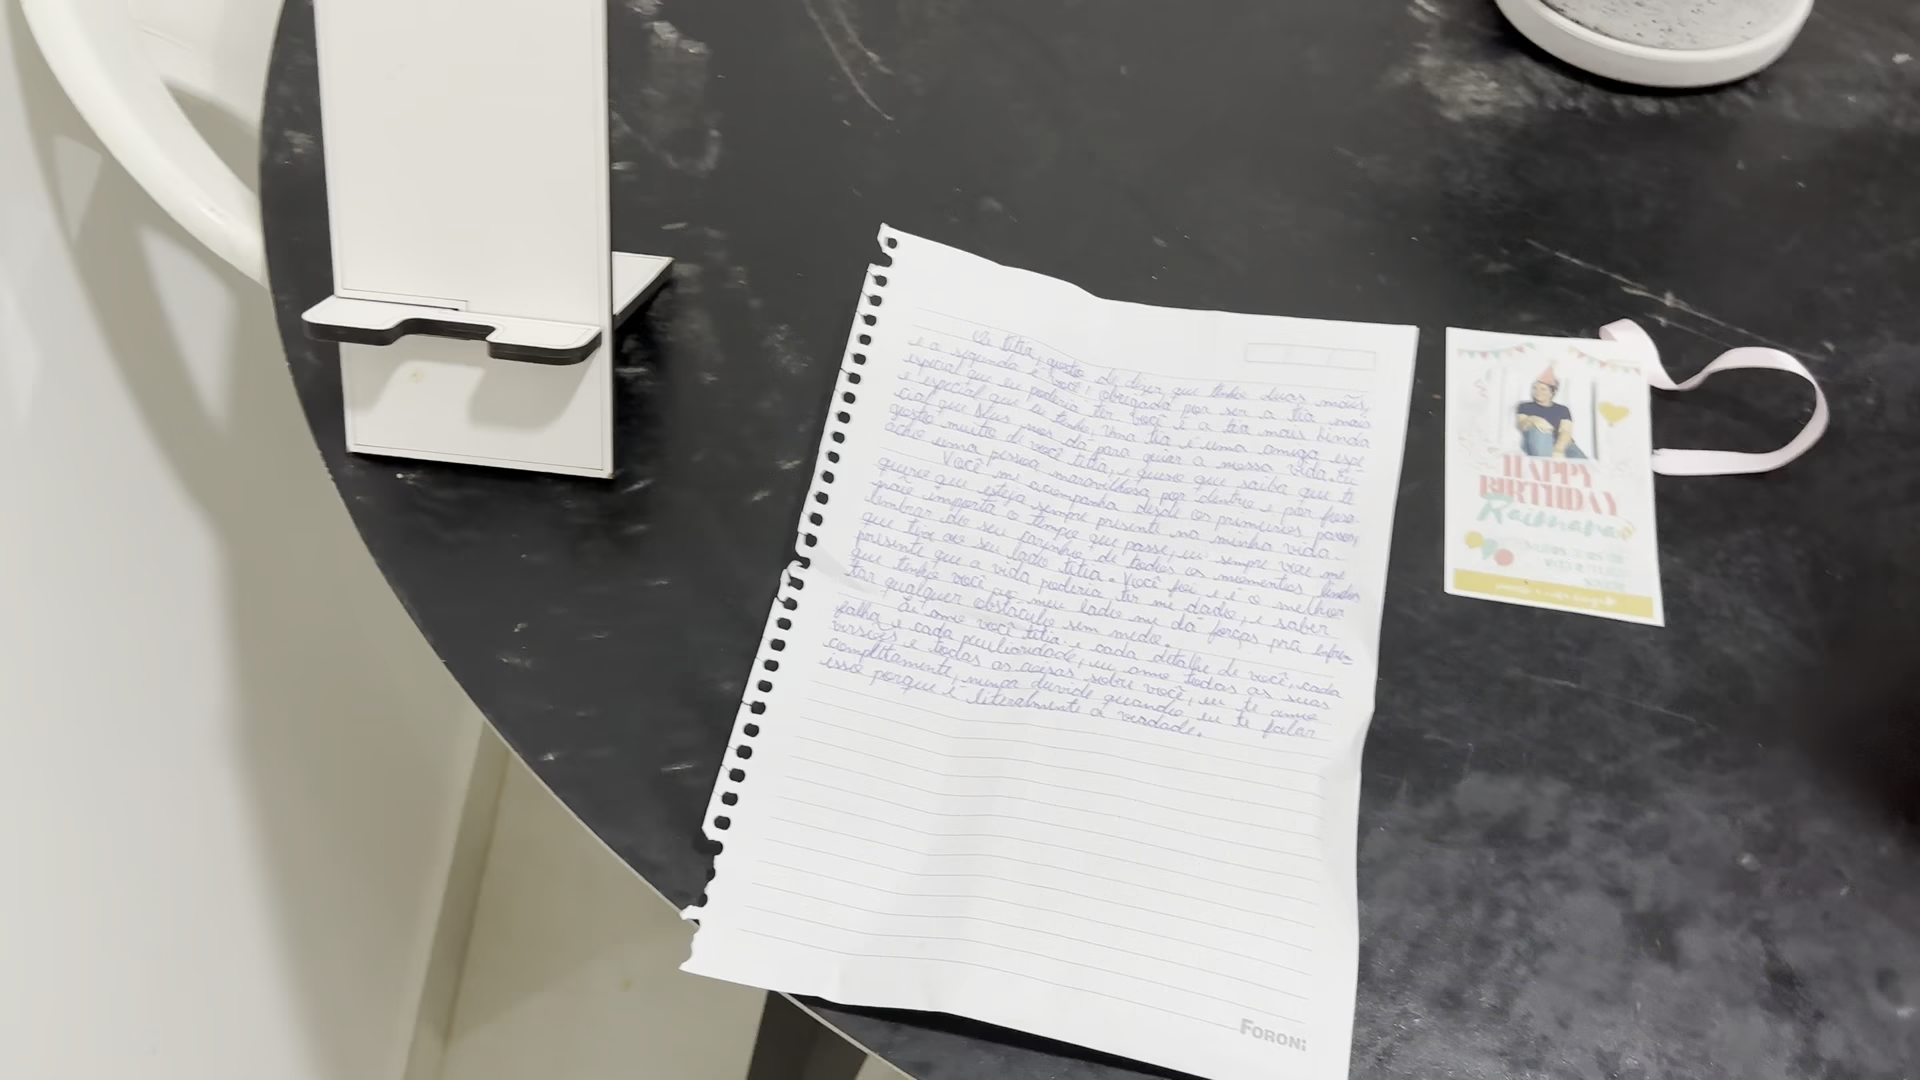 Oi titia, gosto de dizer que tenho duas mães,
e a segunda é você! obrigada por ser a tia mais
especial que eu poderia ter você é a tia mais linda
e especial que eu tenho. Uma tia é uma amiga espe
cial que Deus nos dá para guiar a nossa vida. Eu
gosto muito de você titia, e quero que saiba que te
acho uma pessoa maravilhosa por dentro e por fora.
Você me acompanha desde os primeiros passos,
quero que esteja sempre presente na minha vida.
não importa o tempo que passe, eu sempre vou me
lembrar do seu carinho, de todos os momentos lindos
que tive ao seu lado titia. Você foi e é o melhor
presente que a vida poderia ter me dado, e saber
que tenho você ao meu lado me dá forças pra enfren-
tar qualquer obstáculo sem medo.
amo você titia e cada detalhe de você, cada
falha e cada peculiaridade, eu amo todas as suas
versões e todas as coisas sobre você, eu te amo
completamente, nunca duvide quando eu te falar
isso porque é literalmente a verdade.
FORONI
HAPPY
BIRTHDAY